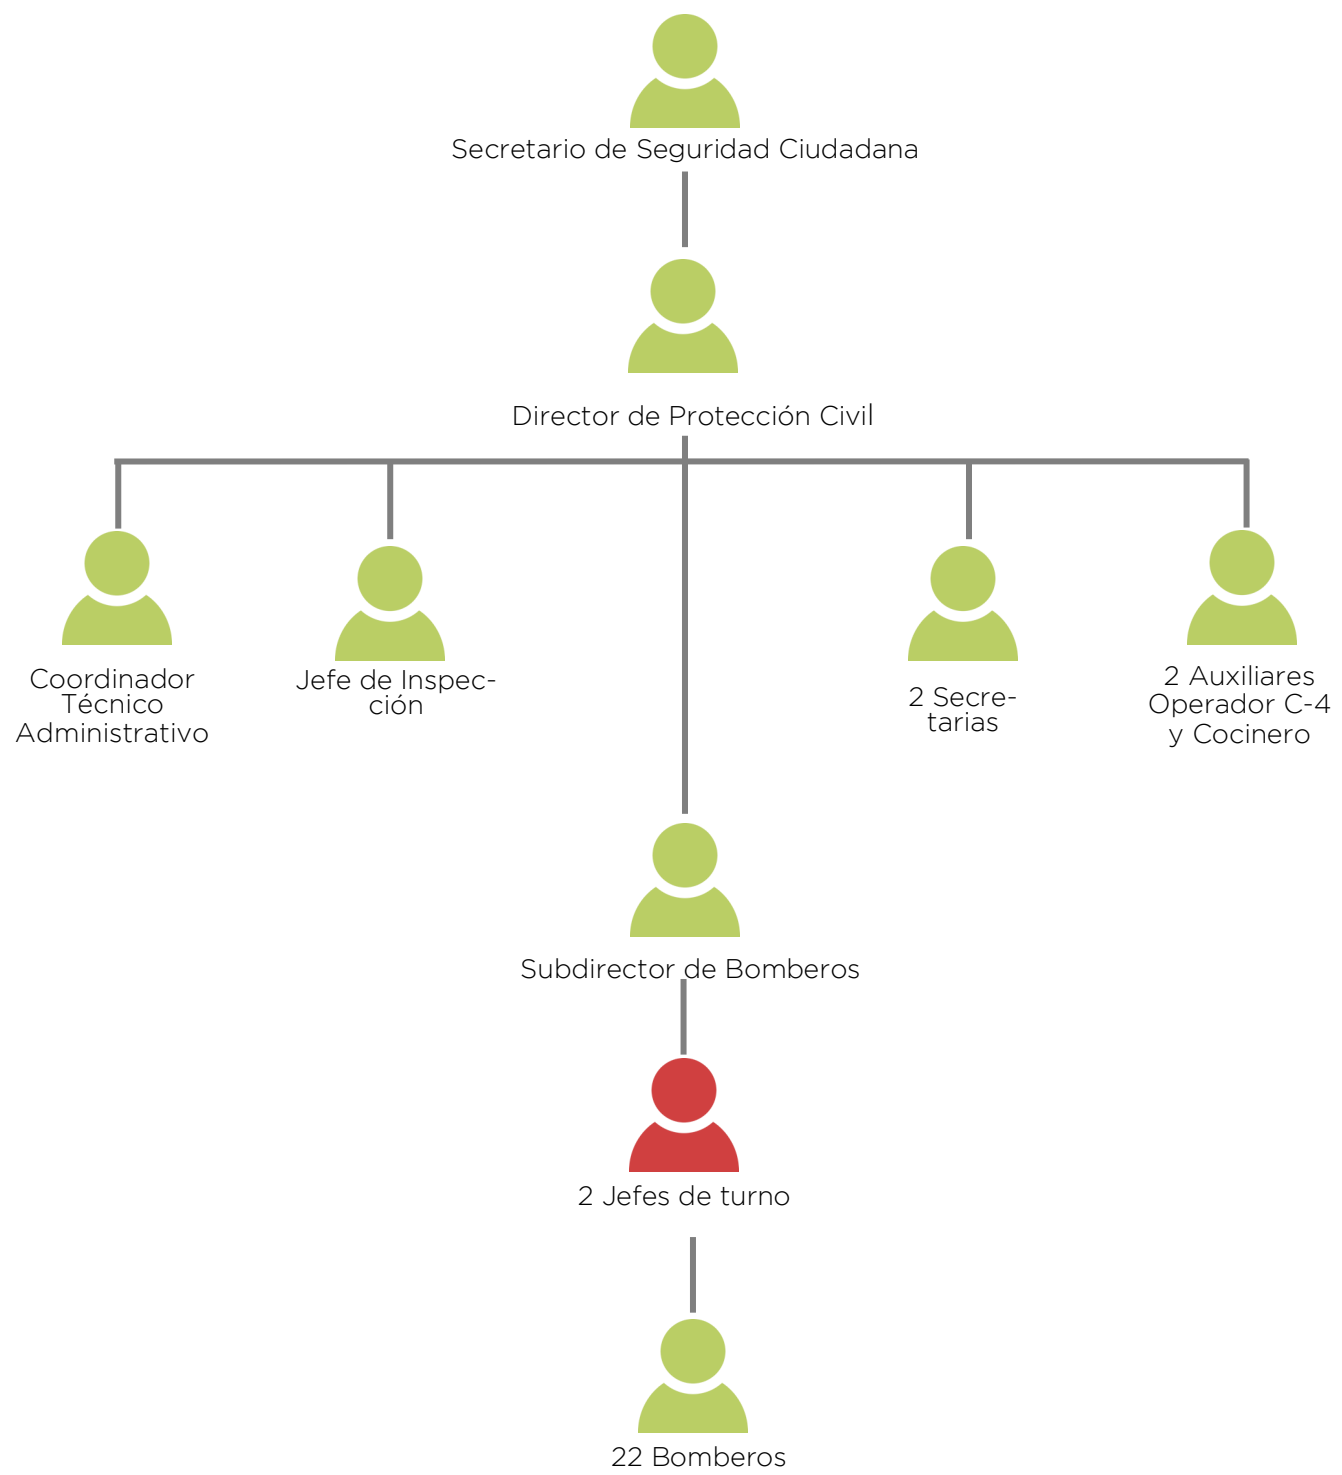 Secretario de Seguridad Ciudadana
Director de Protección Civil
Coordinador
Técnico
Administrativo
Jefe de Inspec-
ción
2 Secre-
tarias
2 Auxiliares
Operador C-4
y Cocinero
Subdirector de Bomberos
2 Jefes de turno
22 Bomberos